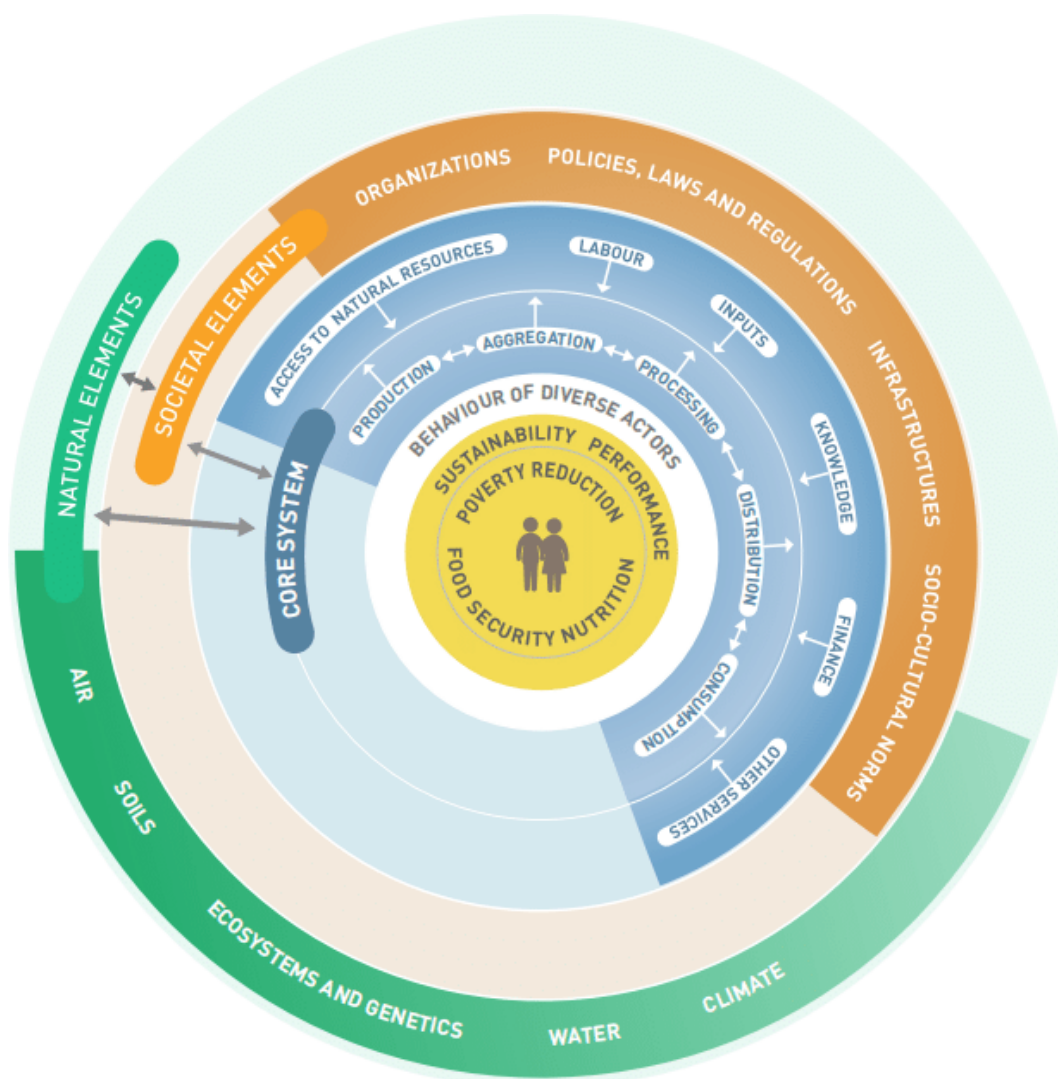 NATURAL ELEMENTS
SOCIETAL ELEMENTS
CORE SYSTEM
ORGANIZATIONS
POLICIES, LAWS AND REGULATIONS
INFRASTRUCTURES
SOCIO-CULTURAL NORMS
ACCESS TO NATURAL RESOURCES
LABOUR
INPUTS
KNOWLEDGE
FINANCE
OTHER SERVICES
PRODUCTION
AGGREGATION
PROCESSING
DISTRIBUTION
CONSUMPTION
BEHAVIOUR OF DIVERSE ACTORS
SUSTAINABILITY PERFORMANCE
POVERTY REDUCTION
FOOD SECURITY NUTRITION
AIR
SOILS
ECOSYSTEMS AND GENETICS
WATER
CLIMATE